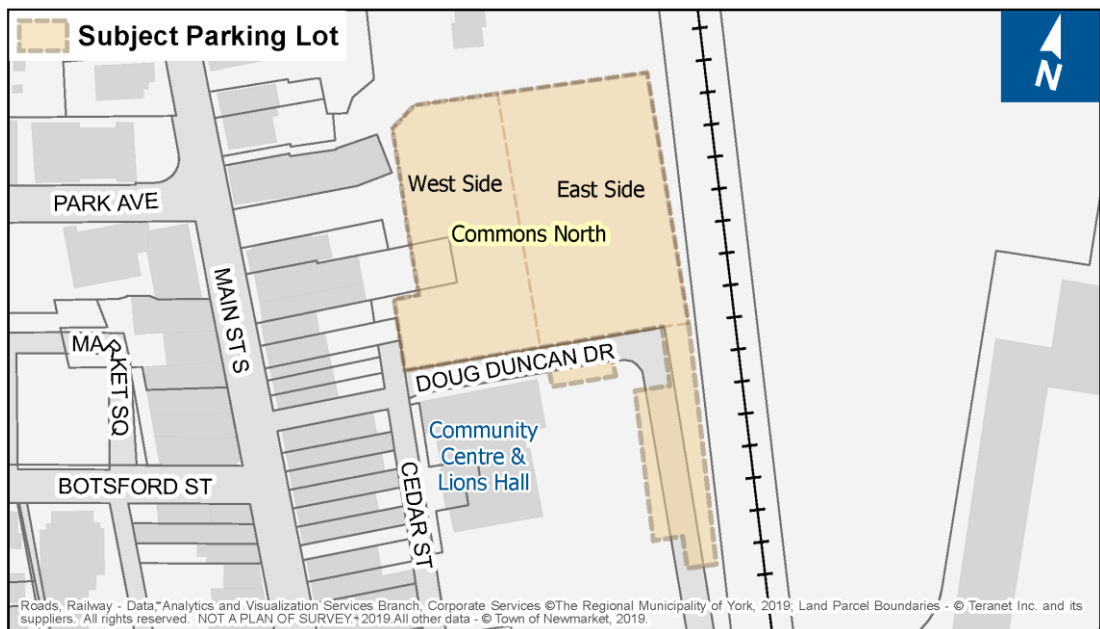 Subject Parking Lot
N
West Side
East Side
PARK AVE
Commons North
MAIN ST S
MARKET SQ
DOUG DUNCAN DR
Community
Centre &
Lions Hall
BOTSFORD ST
CEDAR ST
Roads, Railway - Data, Analytics and Visualization Services Branch, Corporate Services ©The Regional Municipality of York, 2019; Land Parcel Boundaries - © Teranet Inc. and its
suppliers. All rights reserved. NOT A PLAN OF SURVEY. 2019.All other data - © Town of Newmarket, 2019.